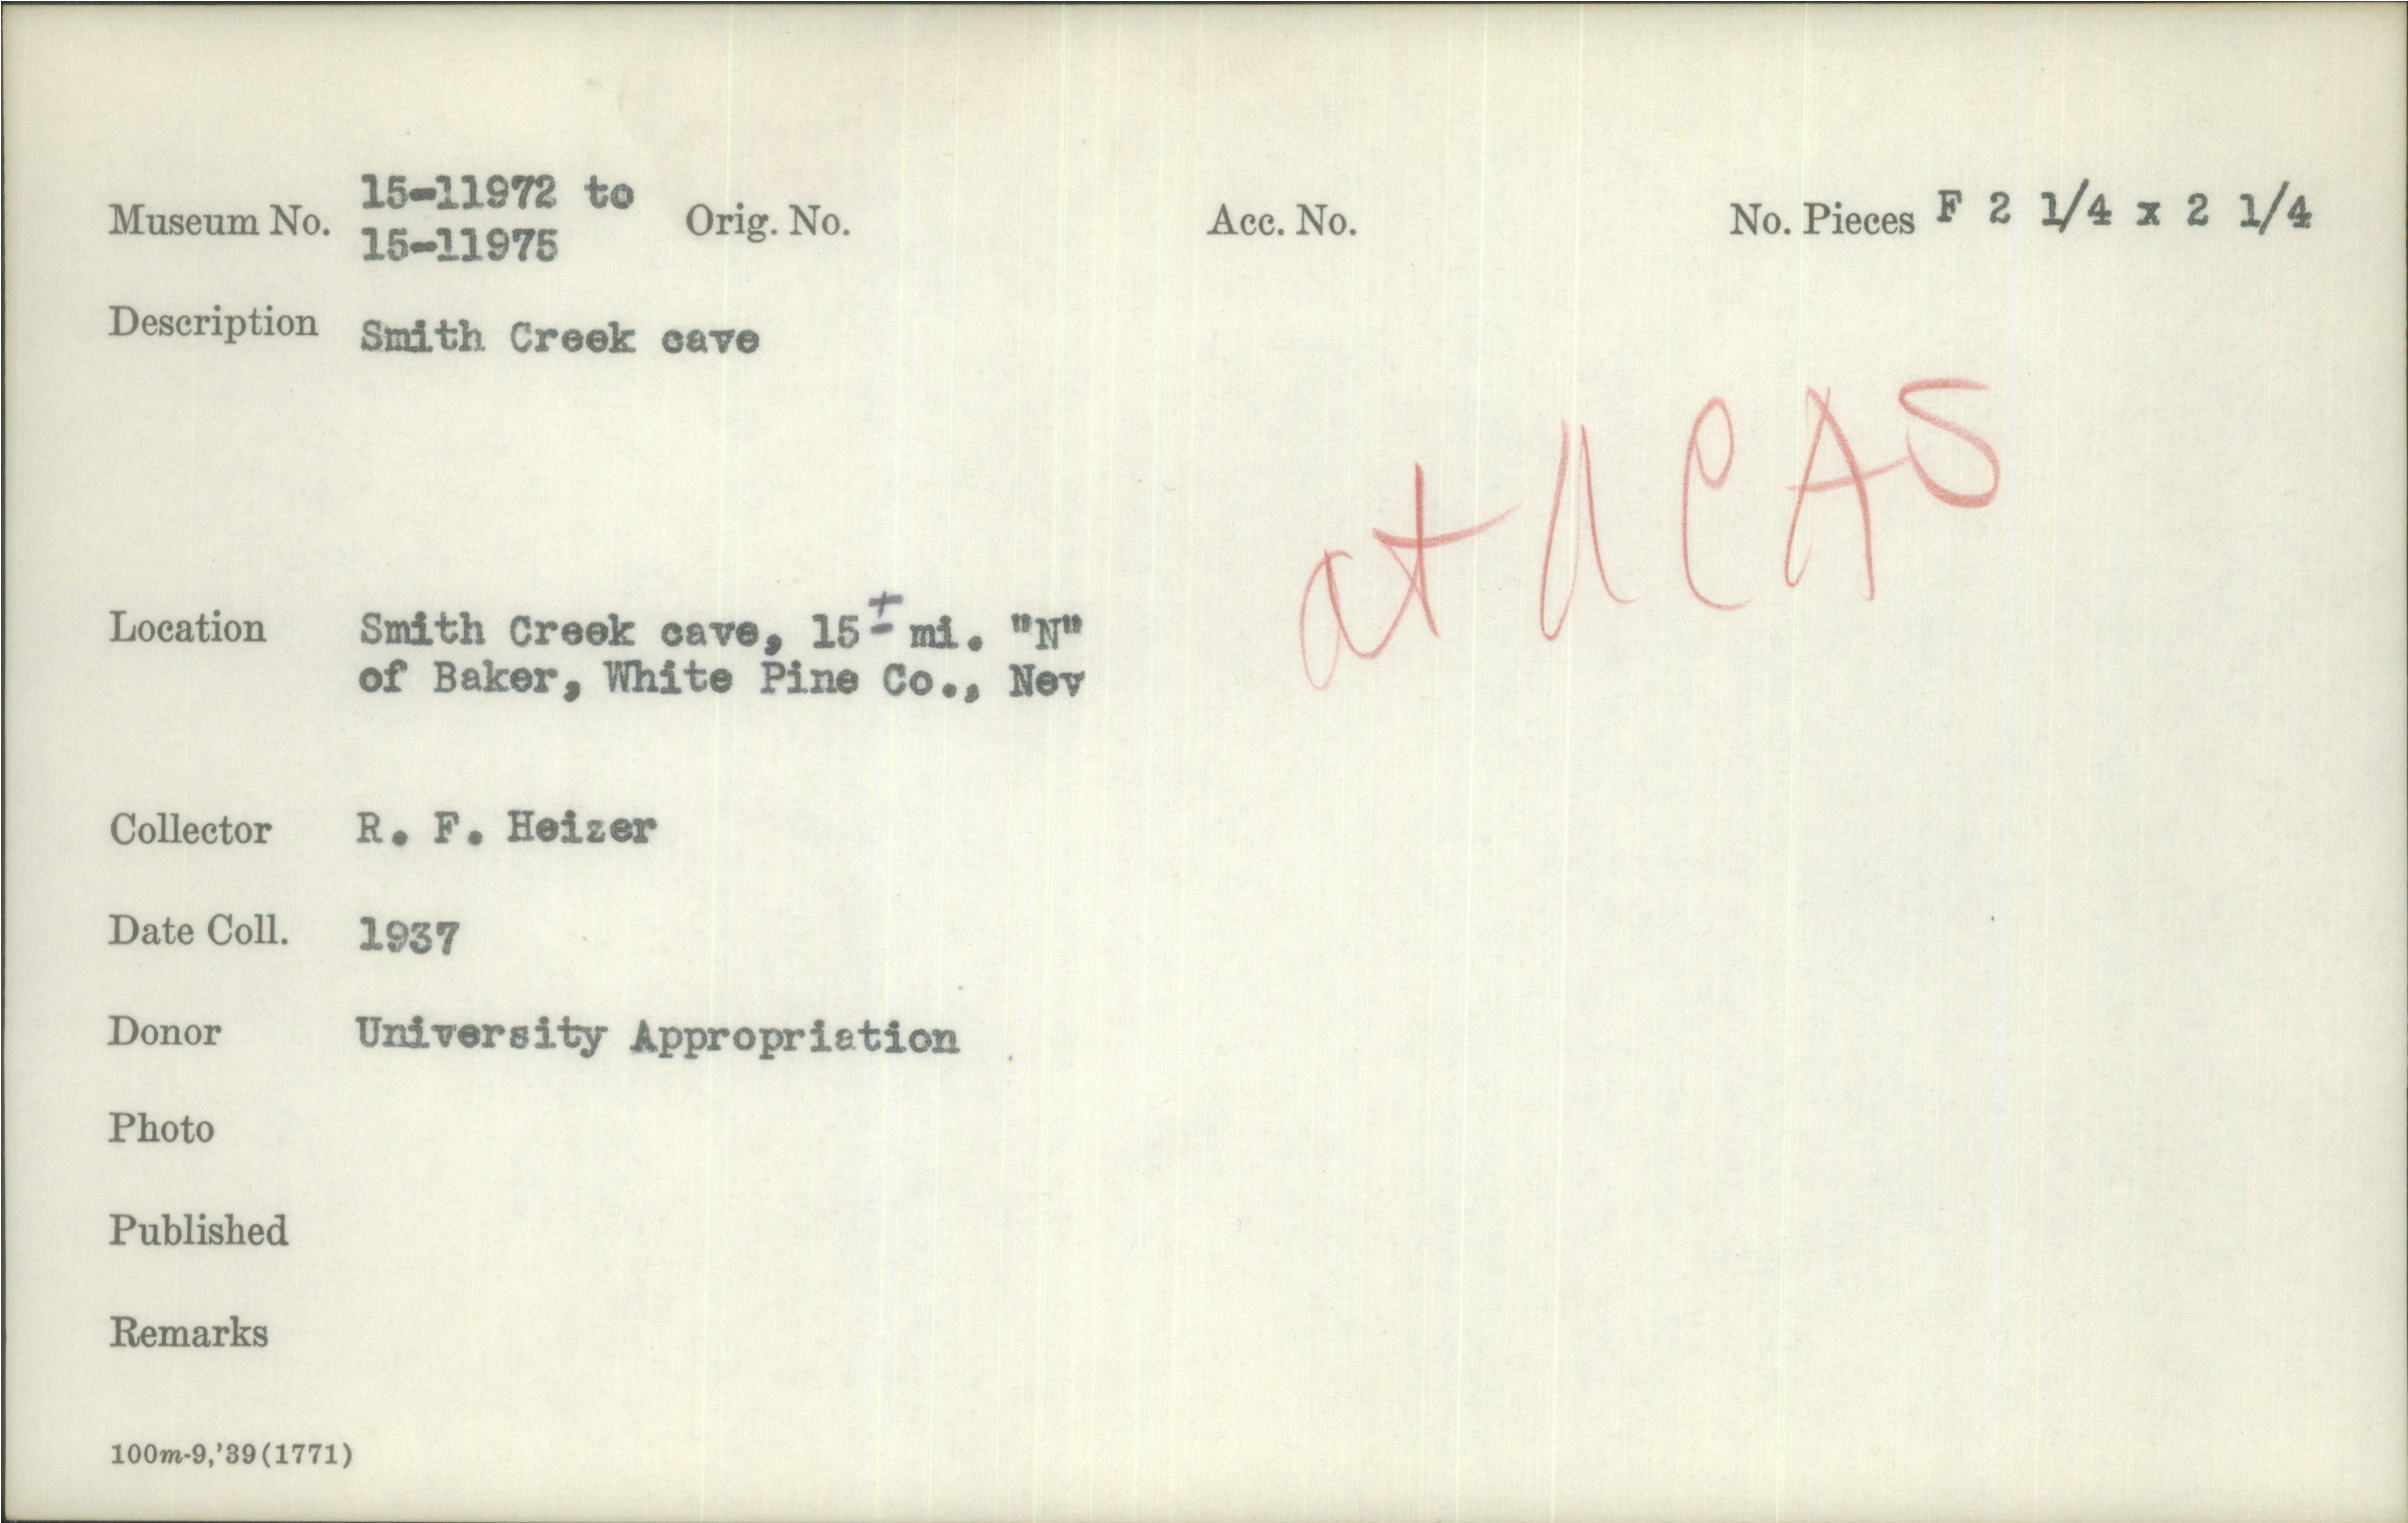 Museum No. 15-11972 to
15-11975
Orig. No.
Acc. No.
No. Pieces F 2 1/4 x 2 1/4
Description Smith Creek cave
at UCAS
Location Smith Creek cave, 15± mi. "N"
of Baker, White Pine Co., Nev
Collector R. F. Heizer
Date Coll. 1937
Donor University Appropriation
Photo
Published
Remarks
100m-9,'39(1771)